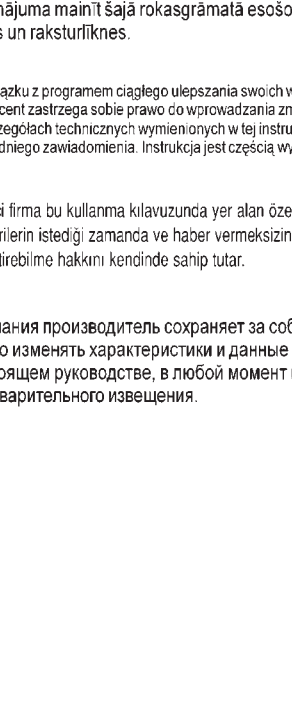 nājuma mainīt šajā rokasgrāmatā esošo
s un raksturlīknes.
ązku z programem ciągłego ulepszania swoich w
cent zastrzega sobie prawo do wprowadzania zm
zegółach technicznych wymienionych w tej instru
dniego zawiadomienia. Instrukcja jest częścią wy
ci firma bu kullanma kılavuzunda yer alan öze
rilerin istediği zamanda ve haber vermeksizin
tirebilme hakkını kendinde sahip tutar.
пания производитель сохраняет за соб
о изменять характеристики и данные
оящем руководстве, в любой момент и
варительного извещения.